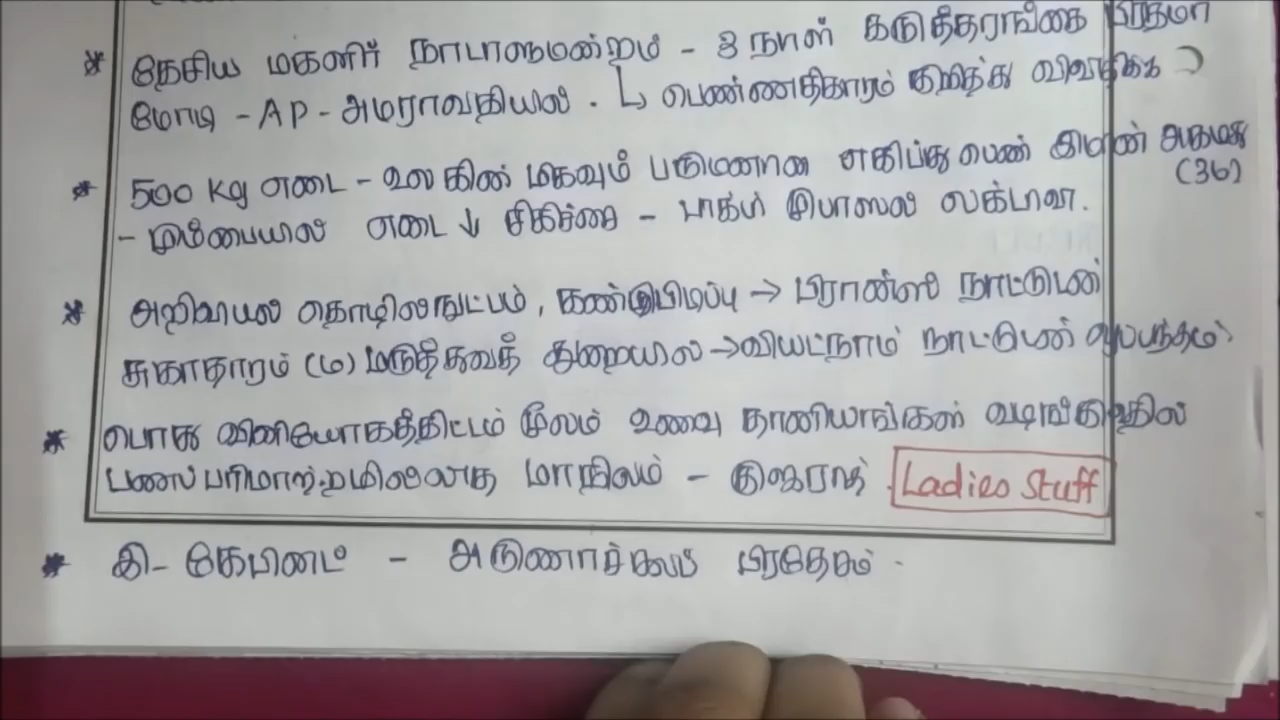 * தேசிய மகளிர் நாடாளுமன்றம் - 3 நாள் கருத்தரங்கை பிரதமர்
மோடி - AP - அமராவதியில். ↳ பெண்ணதிகாரம் குறித்து விவாதிக்க
* 500 kg எடை - உலகின் மிகவும் பருமனான எகிப்து பெண் இமான் அகமது
(36)
- மும்பையில் எடை ↓ சிகிச்சை - டாக்டர் முபாஸல் லக்டாவாலா.
* அறிவியல் தொழில்நுட்பம், கண்டுபிடிப்பு → பிரான்ஸ் நாட்டுடன்
சுகாதாரம் (ம) மருத்துவத் துறையில் → வியட்நாம் நாட்டுடன் ஒப்பந்தம்.
* பொது விநியோகத்திட்டம் மூலம் உணவு தானியங்கள் வழங்குவதில்
பணப்பரிமாற்றமில்லாத மாநிலம் - குஜராத்.
Ladies Stuff
* இ - கேபினட் - அருணாச்சலப் பிரதேசம்.